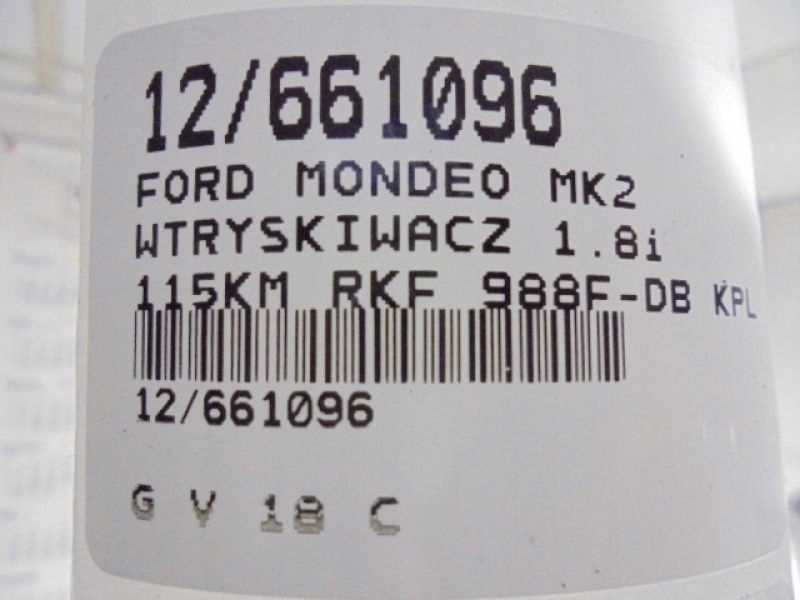 12/661096
FORD MONDEO MK2
WTRYSKIWACZ 1.8i
115KM RKF 988F-DB KPL
12/661096
G V 18 C